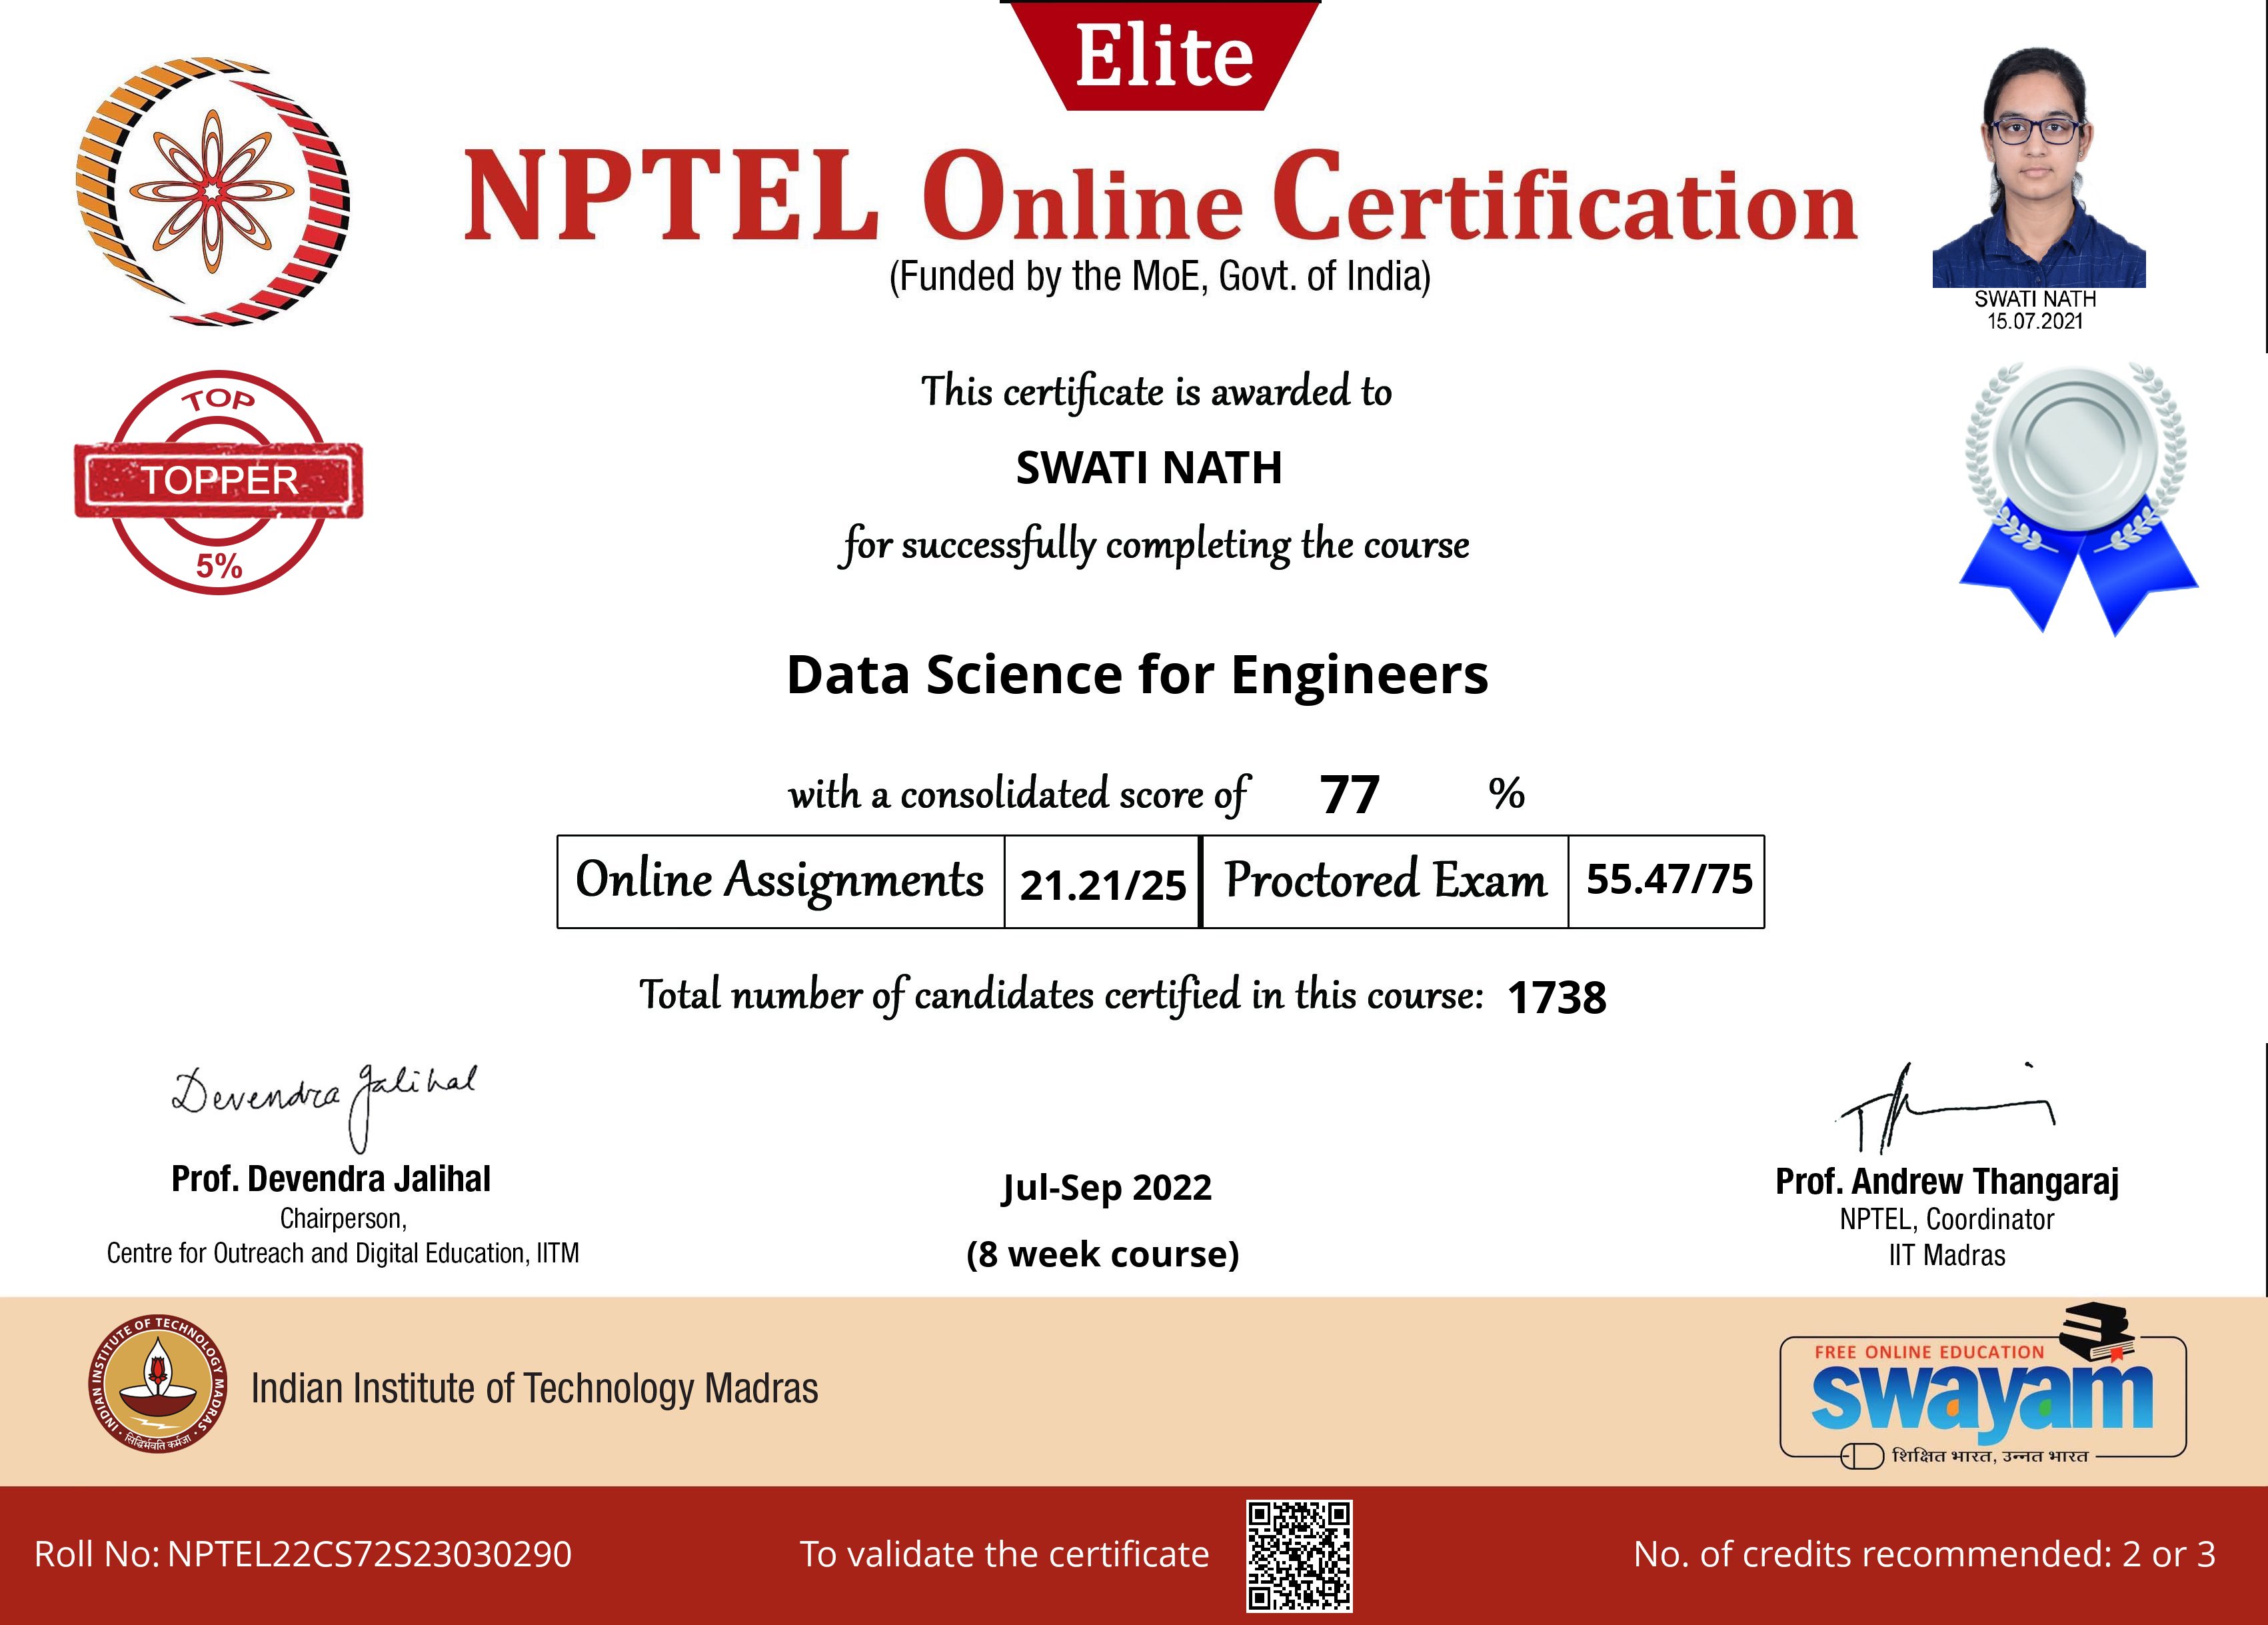 Elite
NPTEL Online Certification
(Funded by the MoE, Govt. of India)
SWATI NATH
15.07.2021
TOP
TOPPER
5%
This certificate is awarded to
SWATI NATH
for successfully completing the course
Data Science for Engineers
with a consolidated score of 77 %
Online Assignments 21.21/25 Proctored Exam 55.47/75
Total number of candidates certified in this course: 1738
Devendra Jalihal
Prof. Devendra Jalihal
Chairperson,
Centre for Outreach and Digital Education, IITM
Jul-Sep 2022
(8 week course)
Prof. Andrew Thangaraj
NPTEL, Coordinator
IIT Madras
INDIAN INSTITUTE OF TECHNOLOGY MADRAS
सिद्धिर्भवति कर्मजा
Indian Institute of Technology Madras
FREE ONLINE EDUCATION
swayam
शिक्षित भारत, उन्नत भारत
Roll No: NPTEL22CS72S23030290
To validate the certificate
No. of credits recommended: 2 or 3